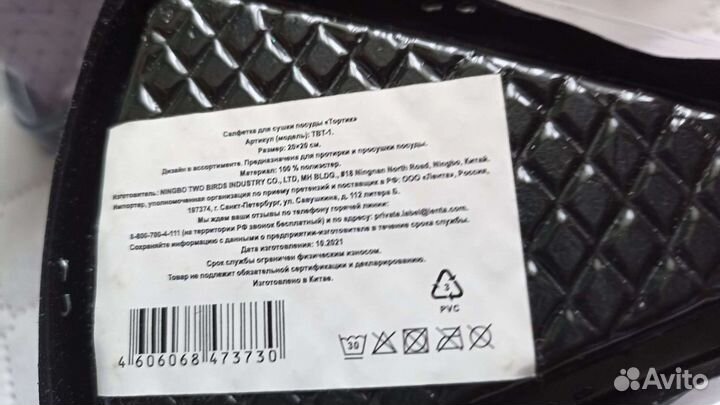 Салфетка для сушки посуды «Тортик»
Артикул (модель): ТВТ-1.
Размер: 20×20 см.
Дизайн в ассортименте. Предназначена для протирки и просушки посуды.
Материал: 100 % полиэстер.
Изготовитель: NINGBO TWO BIRDS INDUSTRY CO., LTD, MH BLDG., #18 Ningnan North Road, Ningbo, Китай.
Импортер, уполномоченная организация по приему претензий и поставщик в РФ: ООО «Лента», Россия,
197374, г. Санкт-Петербург, ул. Савушкина, д. 112 литера Б.
Мы ждем ваши отзывы по телефону горячей линии:
8-800-700-4-111 (на территории РФ звонок бесплатный) и по адресу: private.label@lenta.com.
Сохраняйте информацию с данными о предприятии-изготовителе в течение срока службы.
Дата изготовления: 10.2021
Срок службы ограничен физическим износом.
Товар не подлежит обязательной сертификации и декларированию.
Изготовлено в Китае.
3
PVC
4 606068 473730
30
Avito